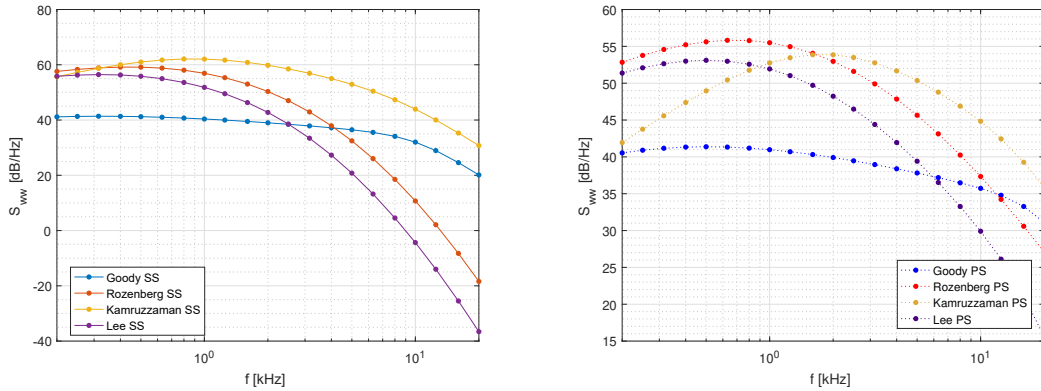 80
60
40
20
0
-20
-40
S_ww [dB/Hz]
10^0
10^1
f [kHz]
Goody SS
Rozenberg SS
Kamruzzaman SS
Lee SS
60
55
50
45
40
35
30
25
20
15
S_ww [dB/Hz]
10^0
10^1
f [kHz]
Goody PS
Rozenberg PS
Kamruzzaman PS
Lee PS